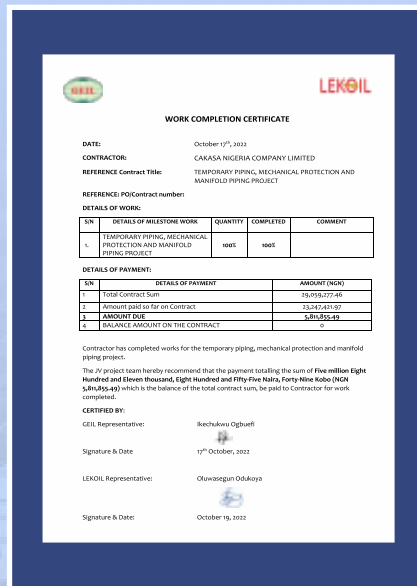 GEIL
LEKOIL
WORK COMPLETION CERTIFICATE
DATE: October 17th, 2022
CONTRACTOR: CAKASA NIGERIA COMPANY LIMITED
REFERENCE Contract Title: TEMPORARY PIPING, MECHANICAL PROTECTION AND
MANIFOLD PIPING PROJECT
REFERENCE: PO/Contract number:
DETAILS OF WORK:
S/N DETAILS OF MILESTONE WORK QUANTITY COMPLETED COMMENT
1. TEMPORARY PIPING, MECHANICAL PROTECTION AND MANIFOLD PIPING PROJECT 100% 100%
DETAILS OF PAYMENT:
S/N DETAILS OF PAYMENT AMOUNT (NGN)
1 Total Contract Sum 29,059,277.46
2 Amount paid so far on Contract 23,247,421.97
3 AMOUNT DUE 5,811,855.49
4 BALANCE AMOUNT ON THE CONTRACT 0
Contractor has completed works for the temporary piping, mechanical protection and manifold
piping project.
The JV project team hereby recommend that the payment totalling the sum of Five million Eight
Hundred and Eleven thousand, Eight Hundred and Fifty-Five Naira, Forty-Nine Kobo (NGN
5,811,855.49) which is the balance of the total contract sum, be paid to Contractor for work
completed.
CERTIFIED BY:
GEIL Representative: Ikechukwu Ogbuefi
Signature & Date 17th October, 2022
LEKOIL Representative: Oluwasegun Odukoya
Signature & Date: October 19, 2022